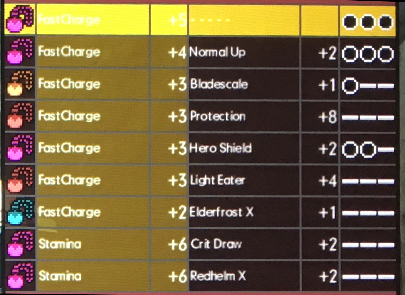 FastCharge +5 -----  ●●●
FastCharge +4 Normal Up +2 ○○○
FastCharge +3 Bladescale +1 ○——
FastCharge +3 Protection +8 ———
FastCharge +3 Hero Shield +2 ○○—
FastCharge +3 Light Eater +4 ———
FastCharge +2 Elderfrost X +1 ———
Stamina +6 Crit Draw +2 ———
Stamina +6 Redhelm X +2 ———